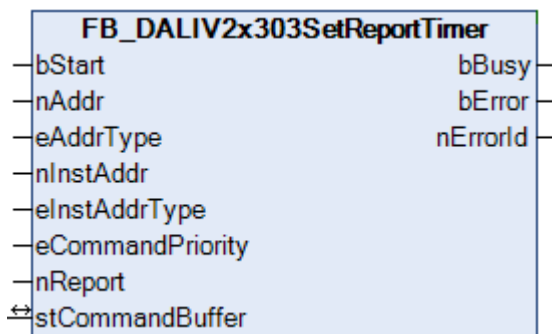 FB_DALIV2x303SetReportTimer
bStart bBusy
nAddr bError
eAddrType nErrorId
nInstAddr
eInstAddrType
eCommandPriority
nReport
stCommandBuffer